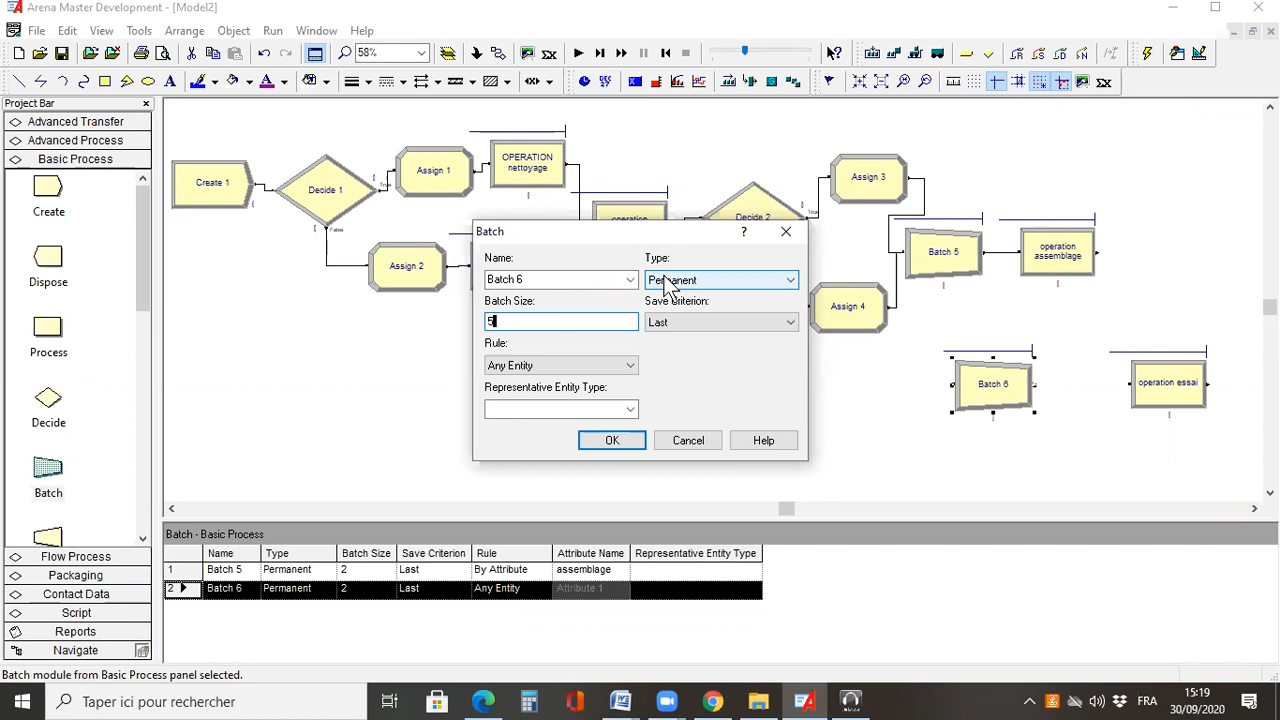 Arena Master Development - [Model2]
File Edit View Tools Arrange Object Run Window Help
58%
Project Bar
Advanced Transfer
Advanced Process
Basic Process
Create
Dispose
Process
Decide
Batch
Flow Process
Packaging
Contact Data
Script
Reports
Navigate
Create 1
Decide 1
True
False
Assign 1
OPERATION
nettoyage
Assign 2
operation
Decide 2
True
Assign 3
Assign 4
Batch 5
operation
assemblage
Batch 6
operation essai
Batch
Name:
Type:
Batch 6
Permanent
Batch Size:
Save Criterion:
5
Last
Rule:
Any Entity
Representative Entity Type:
OK
Cancel
Help
Batch - Basic Process
Name Type Batch Size Save Criterion Rule Attribute Name Representative Entity Type
1 Batch 5 Permanent 2 Last By Attribute assemblage
2 Batch 6 Permanent 2 Last Any Entity Attribute 1
Batch module from Basic Process panel selected.
Taper ici pour rechercher
FRA
15:19
30/09/2020